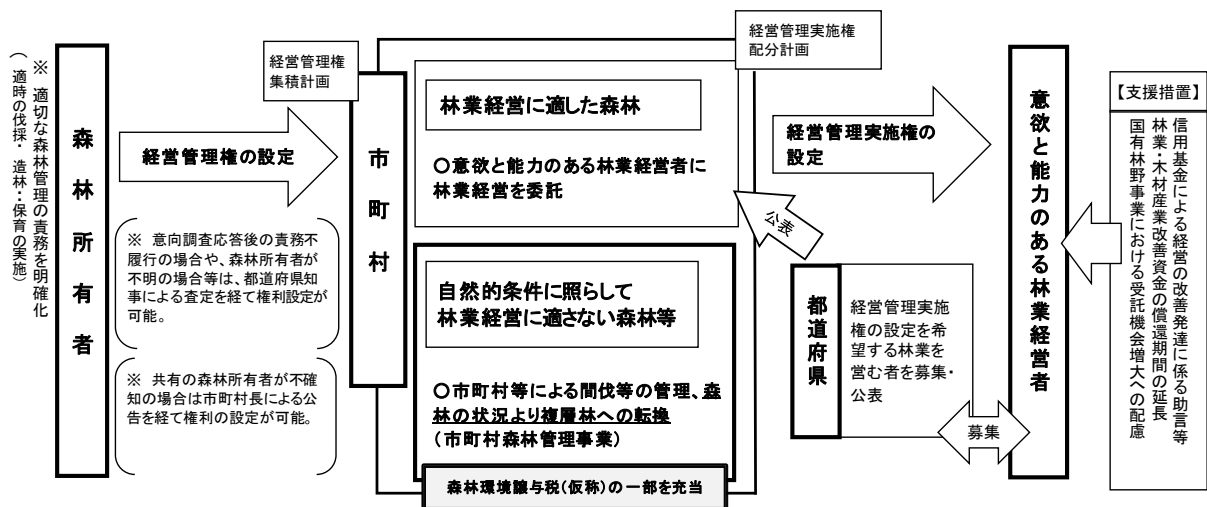 ※ 適切な森林管理の責務を明確化
（ 適時の伐採・ 造林・保育の実施）
森林所有者
経営管理権
集積計画
経営管理権の設定
※ 意向調査応答後の責務不
履行の場合や、森林所有者が
不明の場合等は、都道府県知
事による査定を経て権利設定が
可能。
※ 共有の森林所有者が不確
知の場合は市町村長による公
告を経て権利の設定が可能。
市町村
林業経営に適した森林
○意欲と能力のある林業経営者に
林業経営を委託
自然的条件に照らして
林業経営に適さない森林等
○市町村等による間伐等の管理、森
林の状況より複層林への転換
（市町村森林管理事業）
森林環境譲与税（仮称）の一部を充当
経営管理実施権
配分計画
経営管理実施権の
設定
公表
都道府県
経営管理実施
権の設定を希
望する林業を
営む者を募集・
公表
募集
意欲と能力のある林業経営者
【支援措置】
信用基金による経営の改善発達に係る助言等
林業・木材産業改善資金の償還期間の延長
国有林野事業における受託機会増大への配慮